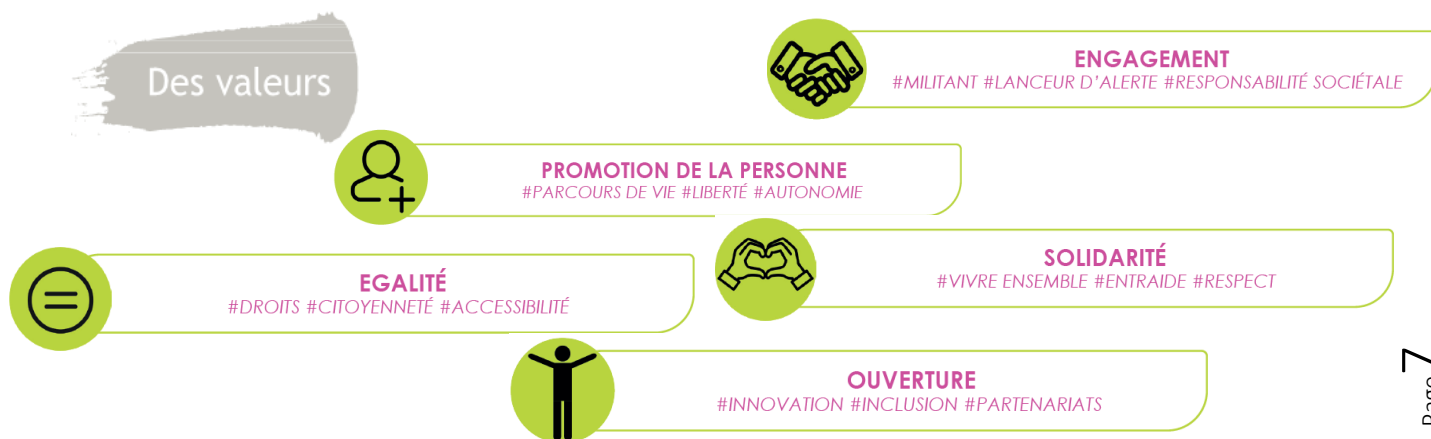 Des valeurs
ENGAGEMENT
#MILITANT #LANCEUR D'ALERTE #RESPONSABILITÉ SOCIÉTALE
PROMOTION DE LA PERSONNE
#PARCOURS DE VIE #LIBERTÉ #AUTONOMIE
SOLIDARITÉ
#VIVRE ENSEMBLE #ENTRAIDE #RESPECT
EGALITÉ
#DROITS #CITOYENNETÉ #ACCESSIBILITÉ
OUVERTURE
#INNOVATION #INCLUSION #PARTENARIATS
Page 7